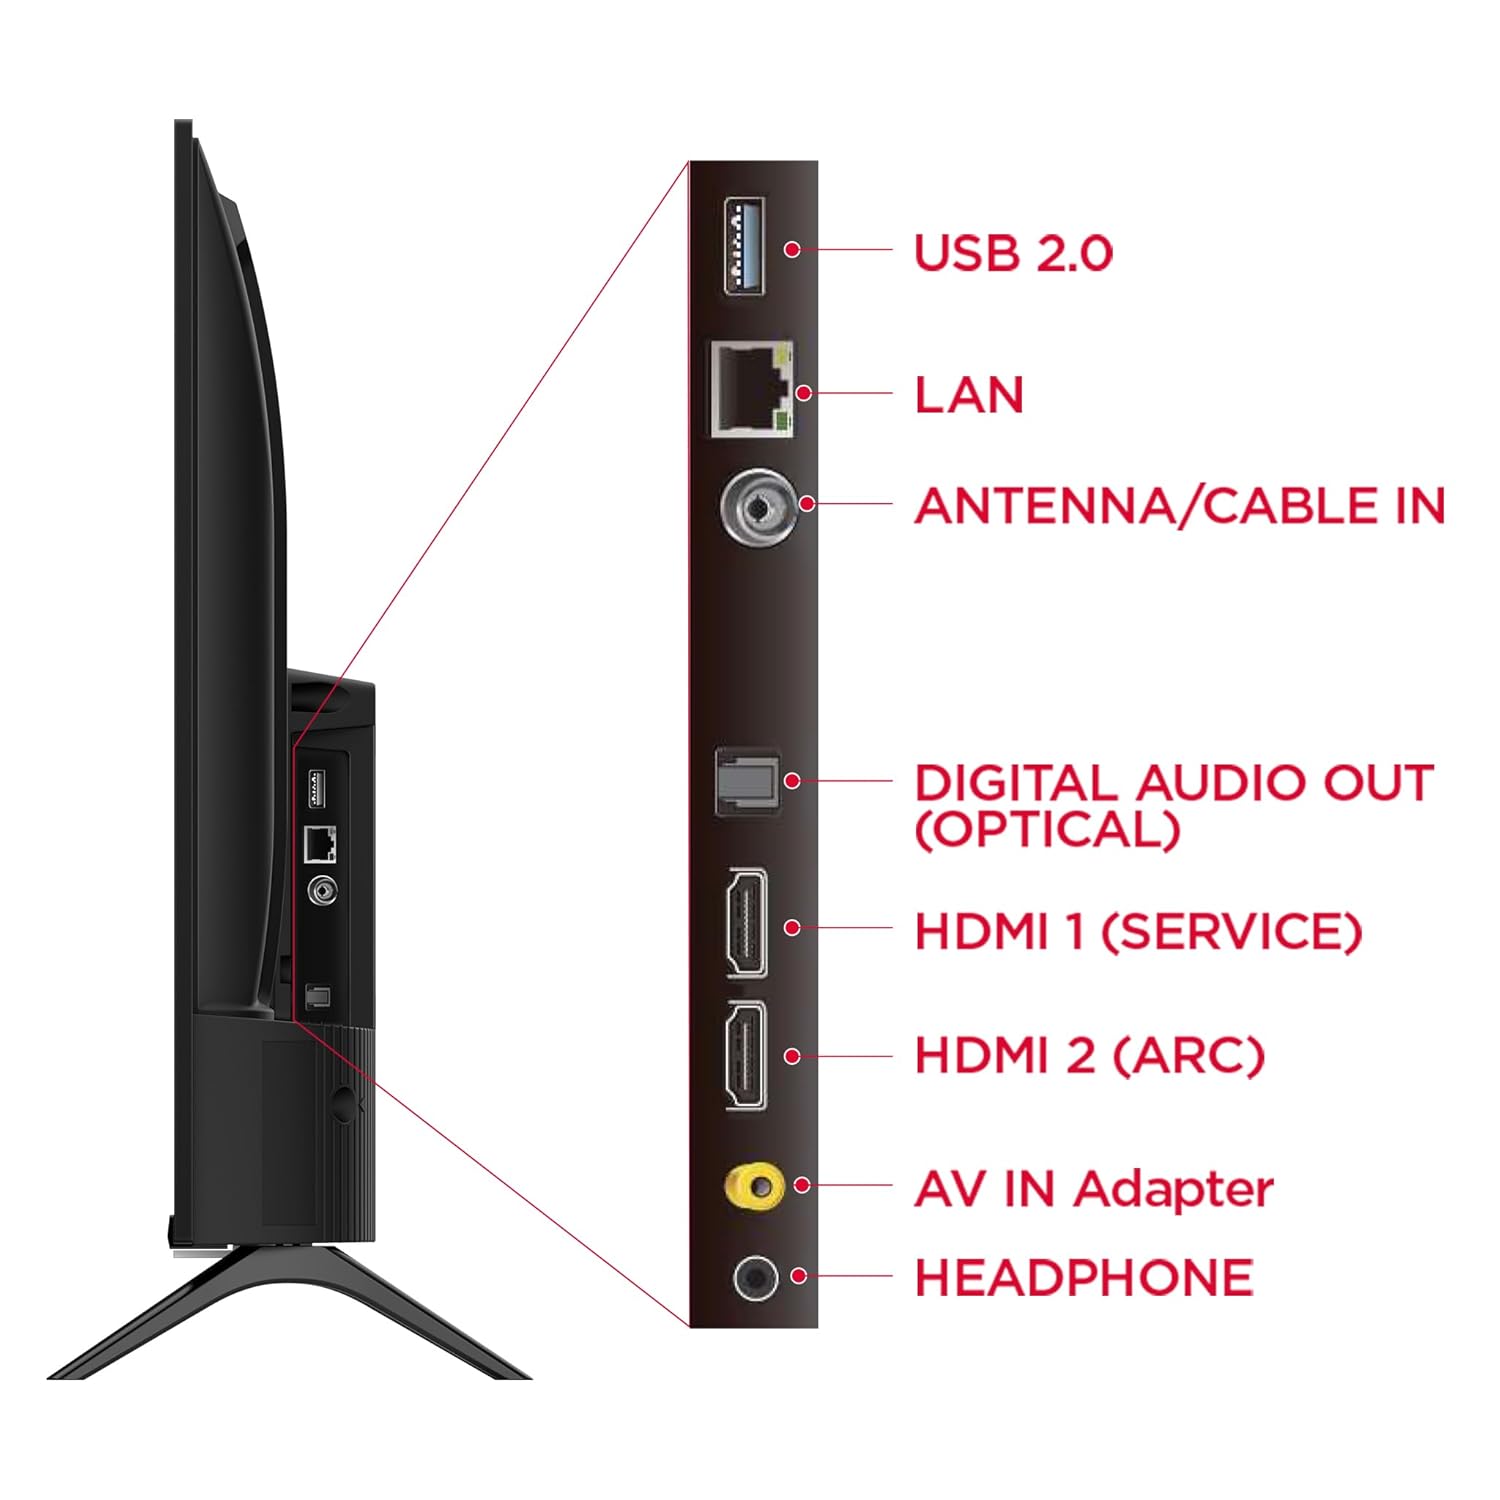 USB 2.0
LAN
ANTENNA/CABLE IN
DIGITAL AUDIO OUT
(OPTICAL)
HDMI 1 (SERVICE)
HDMI 2 (ARC)
AV IN Adapter
HEADPHONE